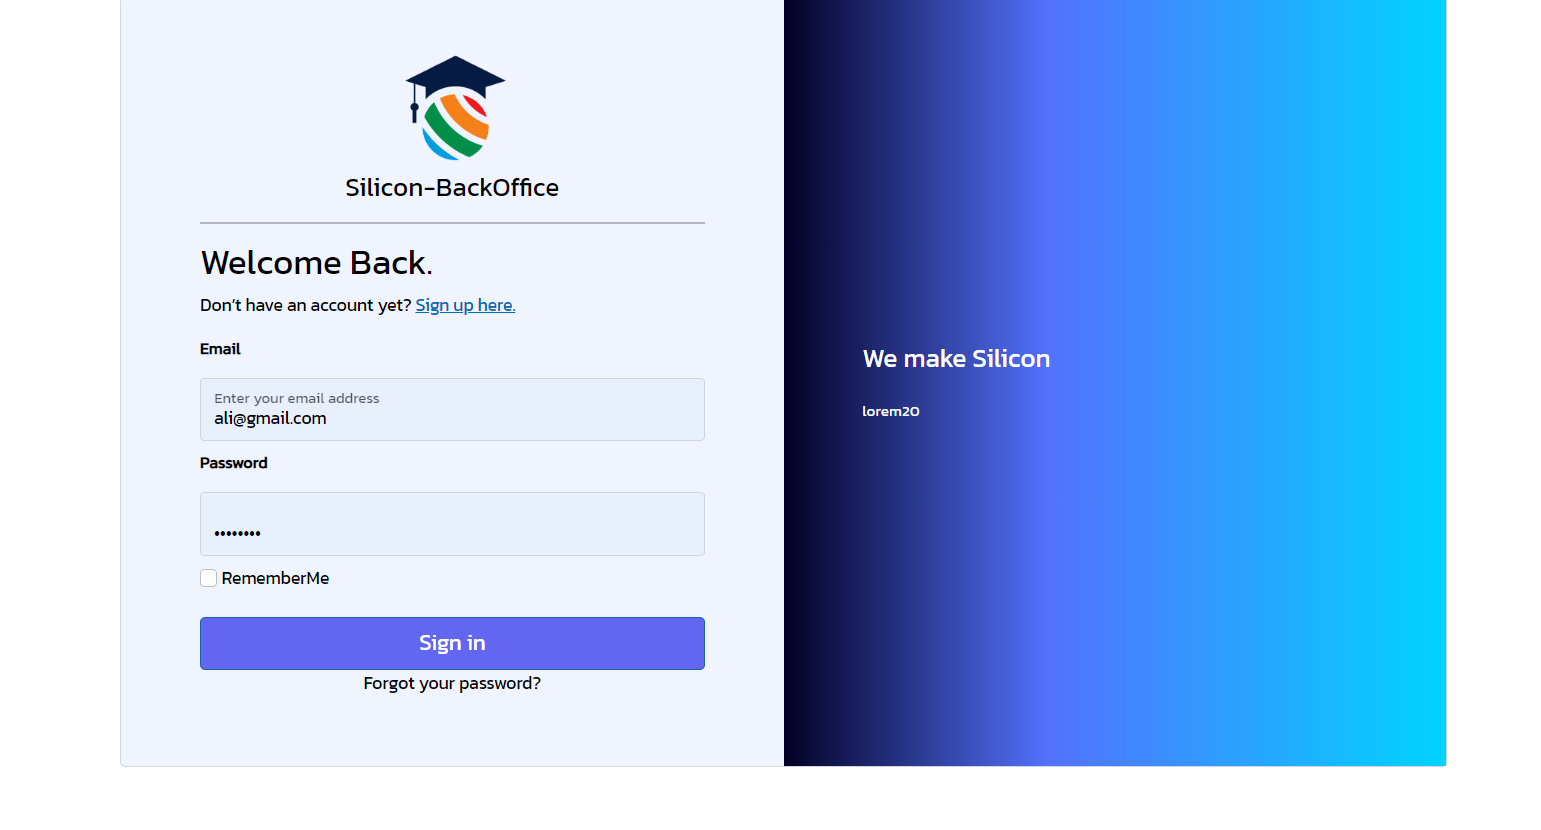 Silicon-BackOffice
Welcome Back.
Don't have an account yet? Sign up here.
Email
Enter your email address
ali@gmail.com
Password
••••••••
RememberMe
Sign in
Forgot your password?
We make Silicon
lorem20